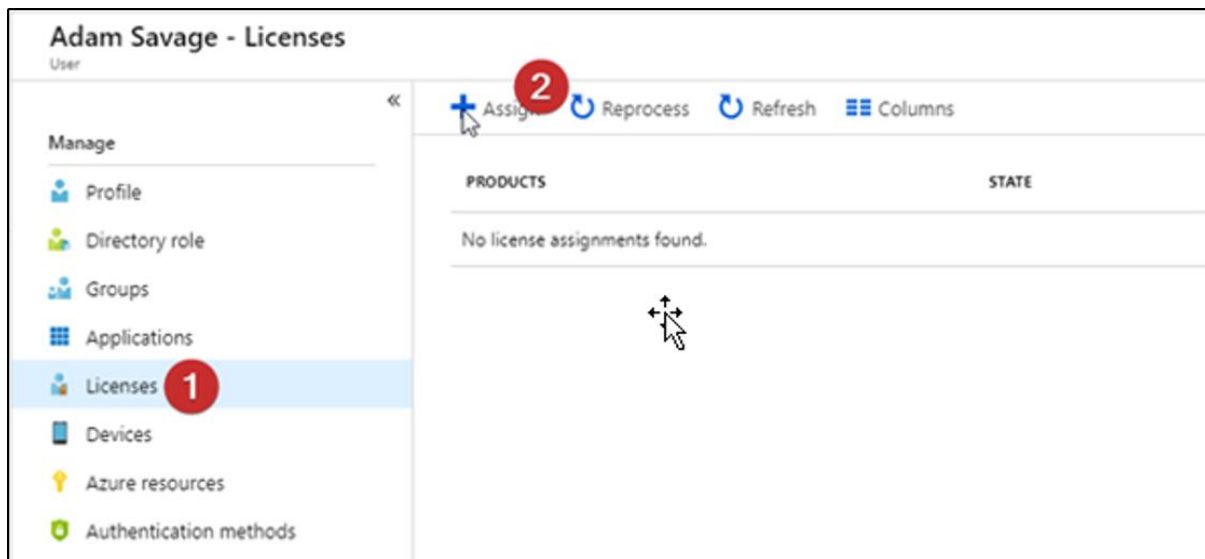 Adam Savage - Licenses
User
«
2
Assign Reprocess Refresh Columns
Manage
PRODUCTS STATE
Profile
No license assignments found.
Directory role
Groups
Applications
Licenses 1
Devices
Azure resources
Authentication methods